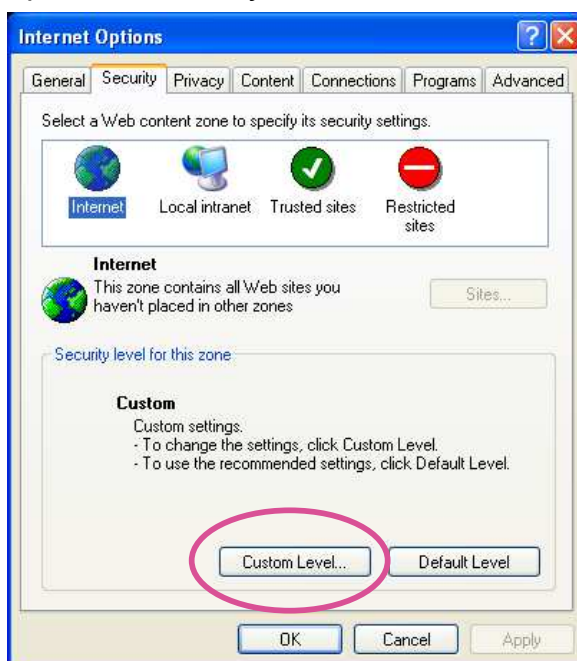 Internet Options
General Security Privacy Content Connections Programs Advanced
Select a Web content zone to specify its security settings.
Internet Local intranet Trusted sites Restricted sites
Internet
This zone contains all Web sites you
haven't placed in other zones
Sites...
Security level for this zone
Custom
Custom settings.
- To change the settings, click Custom Level.
- To use the recommended settings, click Default Level.
Custom Level... Default Level
OK Cancel Apply